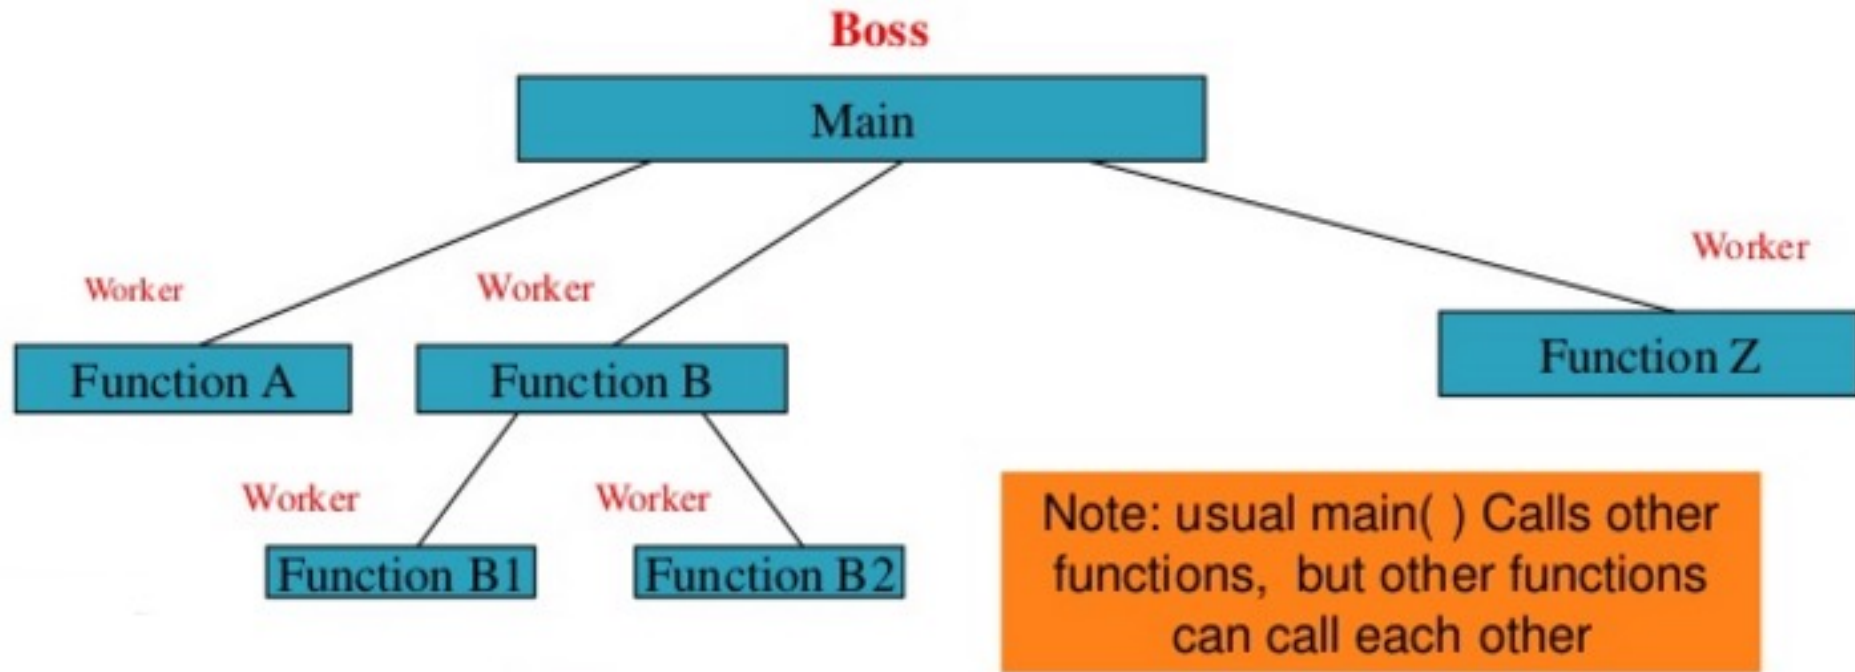 Boss
Main
Worker
Worker
Worker
Function A
Function B
Function Z
Worker
Worker
Function B1
Function B2
Note: usual main( ) Calls other
functions, but other functions
can call each other